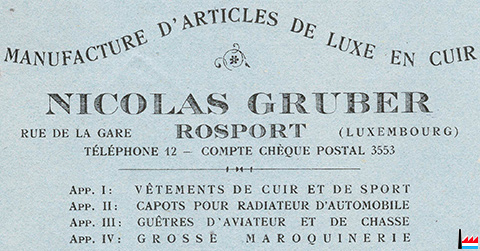 MANUFACTURE D'ARTICLES DE LUXE EN CUIR
NICOLAS GRUBER
RUE DE LA GARE ROSPORT (LUXEMBOURG)
TÉLÉPHONE 12 — COMPTE CHÈQUE POSTAL 3553
APP. I: VÊTEMENTS DE CUIR ET DE SPORT
APP. II: CAPOTS POUR RADIATEUR D'AUTOMOBILE
APP. III: GUÊTRES D'AVIATEUR ET DE CHASSE
APP. IV: GROSSE MAROQUINERIE